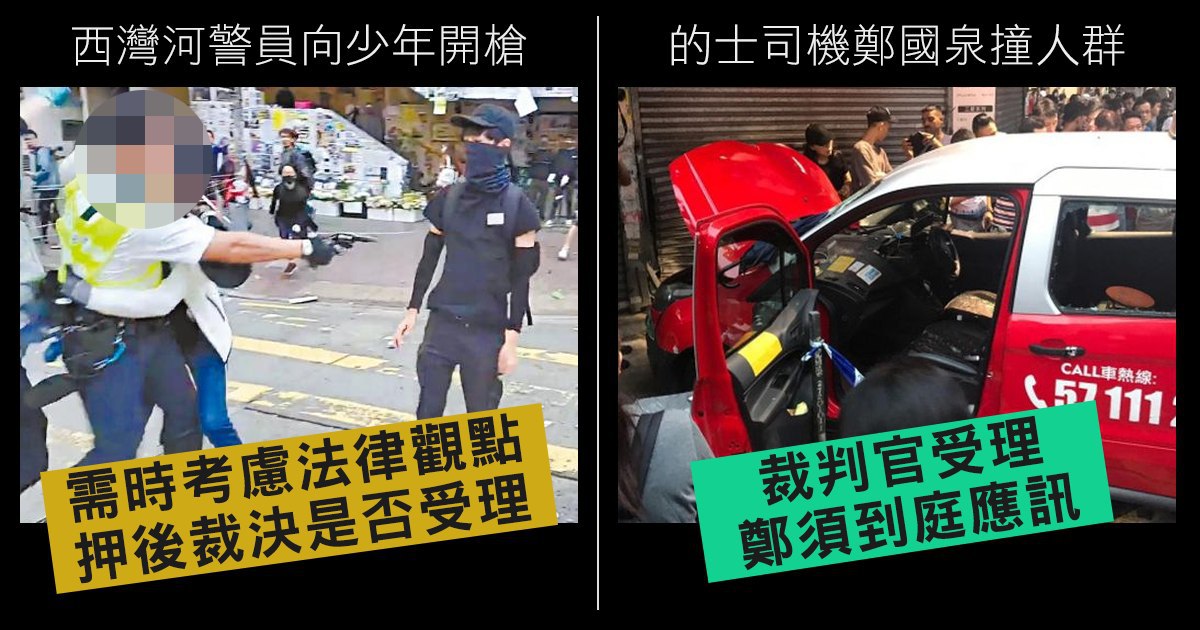 西灣河警員向少年開槍
需時考慮法律觀點
押後裁決是否受理
的士司機鄭國泉撞人群
CALL車熱線:
57 111
裁判官受理
鄭須到庭應訊